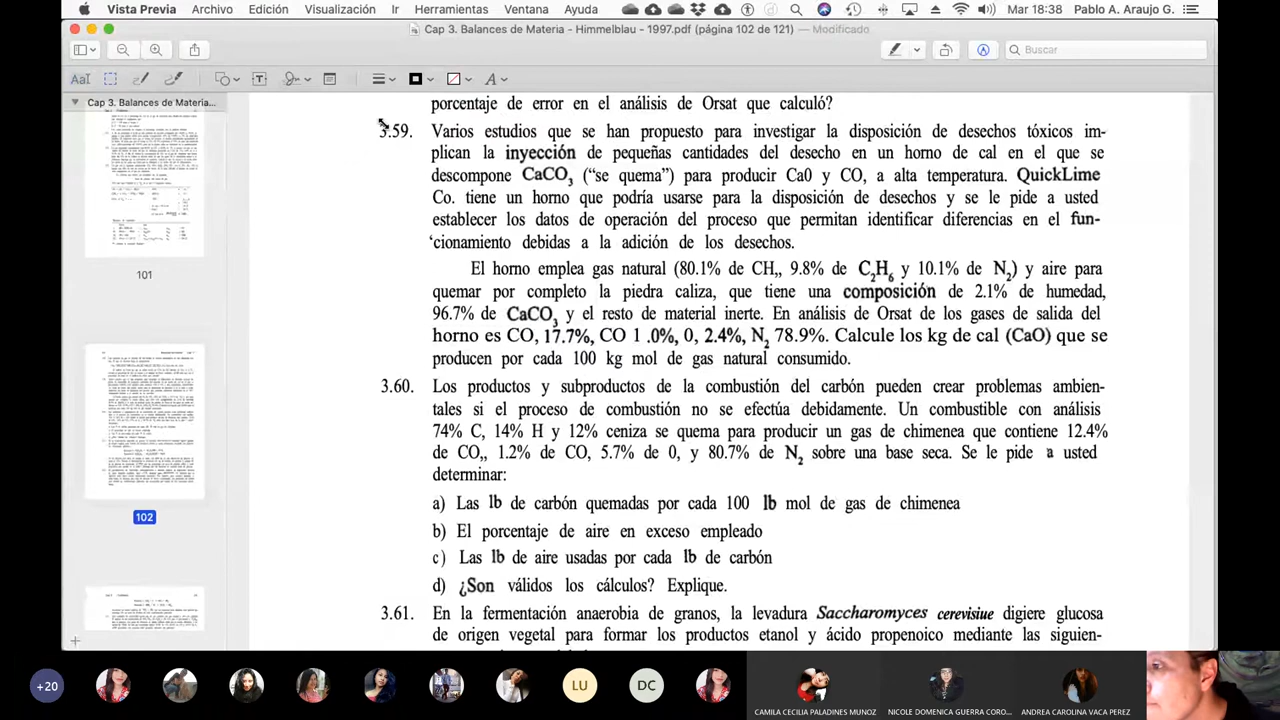 Vista Previa Archivo Edición Visualización Ir Herramientas Ventana Ayuda Mar 18:38 Pablo A. Araujo G.
Cap 3. Balances de Materia - Himmelblau - 1997.pdf (página 102 de 121) — Modificado
Buscar
Cap 3. Balances de Materia...
101
102
porcentaje de error en el análisis de Orsat que calculó?
3.59. Unos estudios que se han propuesto para investigar la disposición de desechos tóxicos im-
plican la inyección de pequeñas cantidades del desecho en un horno de cemento en el que se
descompone CaCO3 (“se quema”) para producir Ca0 y CO, a alta temperatura. QuickLime
tiene un horno que podría usarse para la disposición de desechos y se le pide a usted
establecer los datos de operación del proceso que permitan identificar diferencias en el fun-
cionamiento debidas a la adición de los desechos.
El horno emplea gas natural (80.1% de CH,, 9.8% de C2H6 y 10.1% de N2) y aire para
quemar por completo la piedra caliza, que tiene una composición de 2.1% de humedad,
96.7% de CaCO3 y el resto de material inerte. En análisis de Orsat de los gases de salida del
horno es CO, 17.7%, CO 1 .0%, 0, 2.4%, N2 78.9%. Calcule los kg de cal (CaO) que se
producen por cada 100 kg mol de gas natural consumido.
3.60. Los productos secundarios de la combustión del carbón pueden crear problemas ambien-
tales si el proceso de combustión no se efectúa debidamente. Un combustible con análisis
74% C, 14% H y 12% ceniza se quema para producir un gas de chimenea que contiene 12.4%
de CO,, 1.2% de CO, 5.7% de 0, y 80.7% de N2 sobre una base seca. Se le pide a usted
determinar:
a) Las lb de carbón quemadas por cada 100 lb mol de gas de chimenea
b) El porcentaje de aire en exceso empleado
c) Las lb de aire usadas por cada lb de carbón
d) ¿Son válidos los cálculos? Explique.
En la fermentación anaerobia de granos, la levadura Saccharomyces cerevisiae digiere glucosa
de origen vegetal para formar los productos etanol y ácido propenoico mediante las siguien-
+20 LU DC
CAMILA CECILIA PALADINES MUNOZ NICOLE DOMENICA GUERRA CORO... ANDREA CAROLINA VACA PEREZ